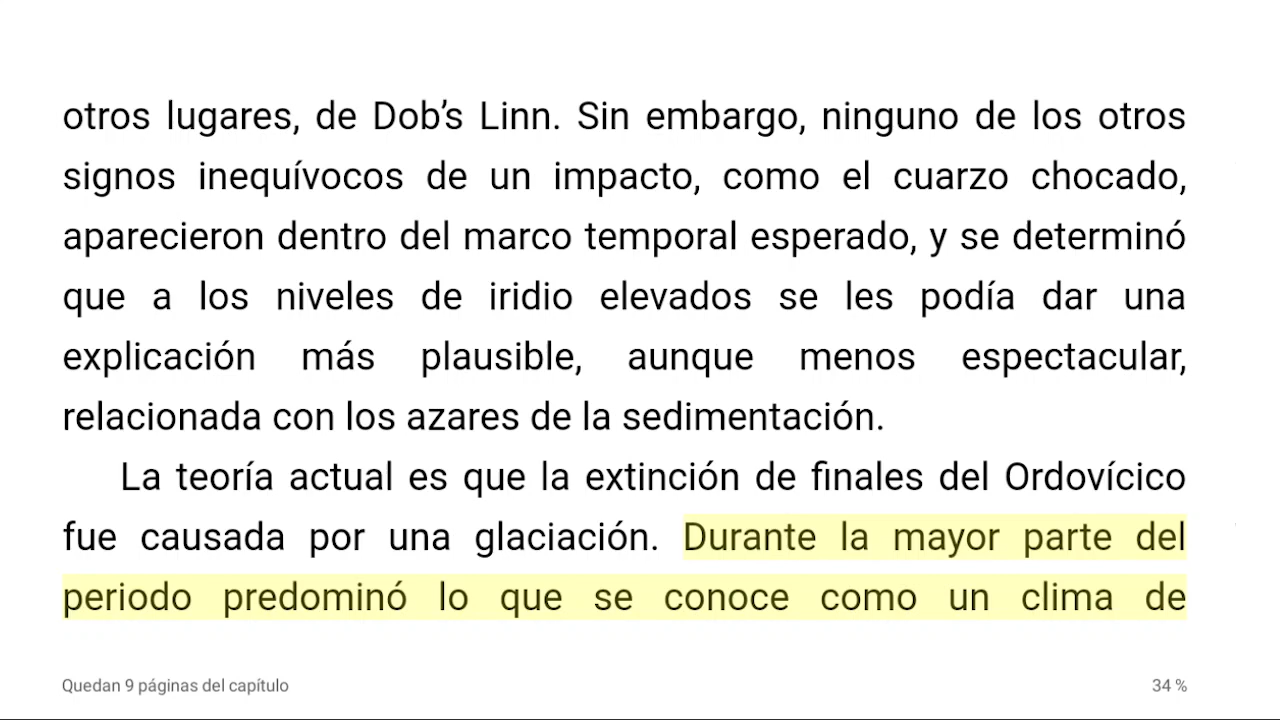 otros lugares, de Dob's Linn. Sin embargo, ninguno de los otros
signos inequívocos de un impacto, como el cuarzo chocado,
aparecieron dentro del marco temporal esperado, y se determinó
que a los niveles de iridio elevados se les podía dar una
explicación más plausible, aunque menos espectacular,
relacionada con los azares de la sedimentación.
La teoría actual es que la extinción de finales del Ordovícico
fue causada por una glaciación. Durante la mayor parte del
periodo predominó lo que se conoce como un clima de
Quedan 9 páginas del capítulo 34 %